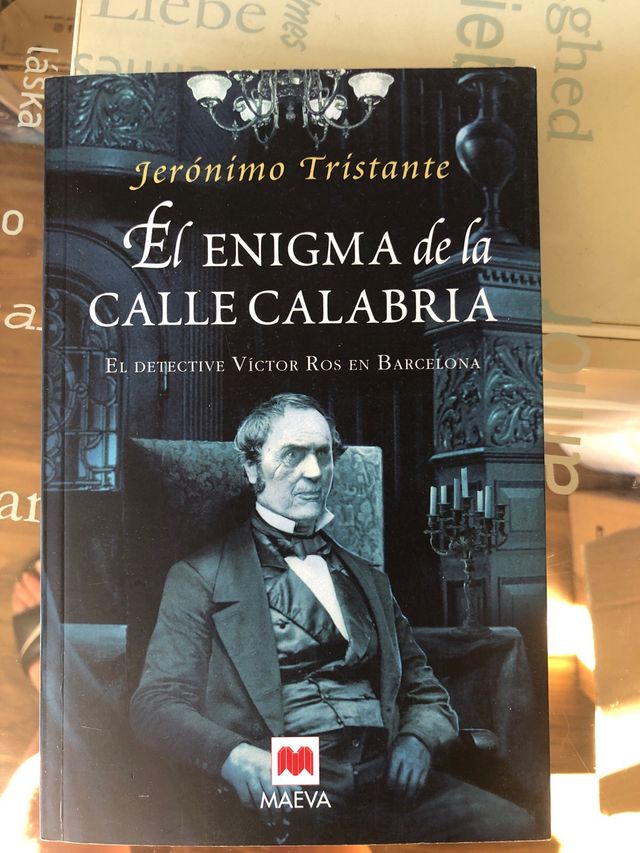 Liebe
láska
Jerónimo Tristante
El ENIGMA de la
CALLE CALABRIA
El detective Víctor Ros en Barcelona
MAEVA